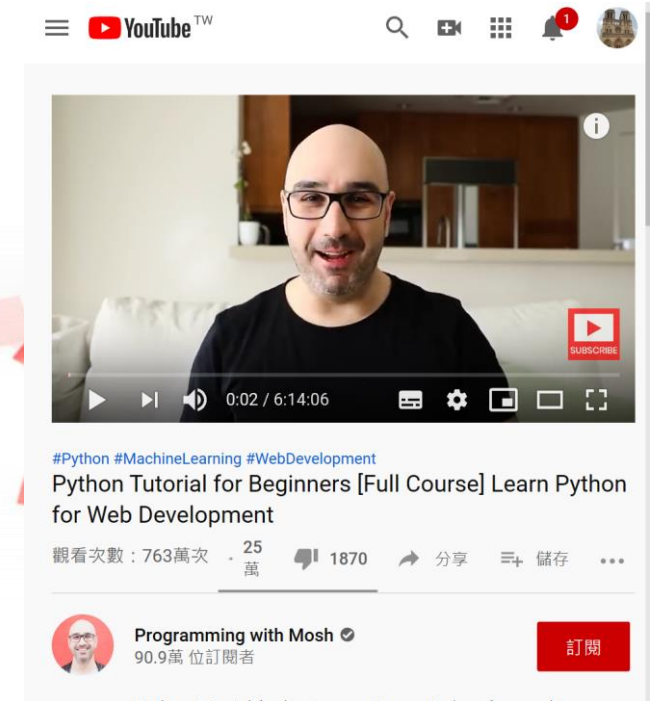 YouTube TW
1
i
SUBSCRIBE
0:02 / 6:14:06
#Python #MachineLearning #WebDevelopment
Python Tutorial for Beginners [Full Course] Learn Python
for Web Development
觀看次數：763萬次 . 25萬 1870 分享 儲存
Programming with Mosh
90.9萬 位訂閱者
訂閱